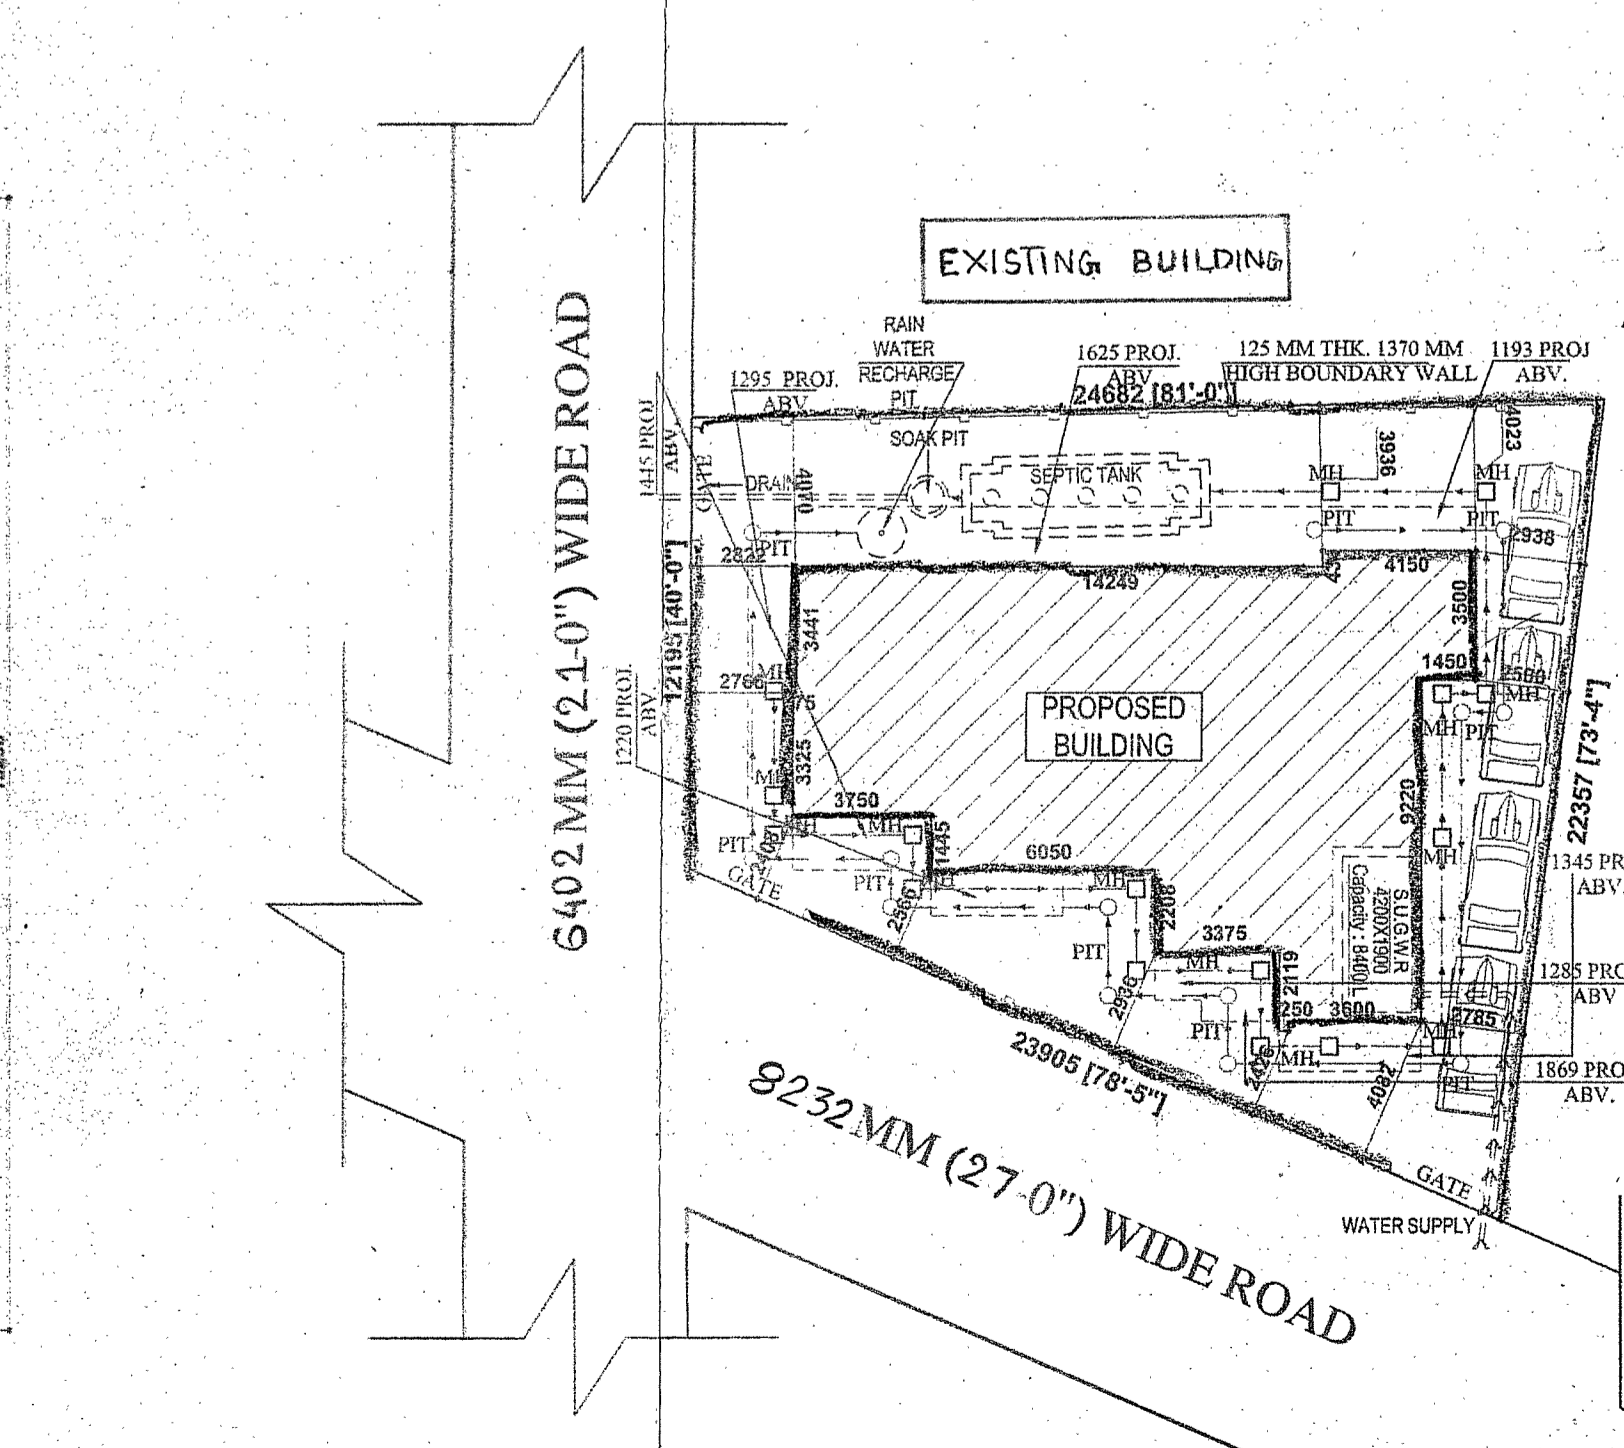 EXISTING BUILDING
RAIN
WATER
RECHARGE
PIT.
1625 PROJ.
ABV
125 MM THK. 1370 MM
HIGH BOUNDARY WALL
1193 PROJ
ABV.
1295 PROJ.
ABV
24682 [81'-0"]
1445 PROJ
ABV.
GATE
SOAK PIT
SEPTIC TANK
DRAIN
4070
3936
4023
MH
MH
PIT
PIT
PIT
2938
2822
14249
4150
3500
6402 MM (21-0") WIDE ROAD
12195 [40'-0"]
3441
1450
2766
MH
MH
MH
PIT
PROPOSED
BUILDING
1220 PROJ.
ABV
3325
MH
9220
22357 [73'-4"]
3750
MH
MH
1445
6050
PIT
PIT
GATE
MH
MH
MH
2208
S.U.G.W.R
4200X1900
Capacity : 8400L
1345 PR
ABV.
3375
PIT
MH
2119
1285 PRO
ABV
250
3600
PIT
MH
MH
2426
4082
PIT
1869 PRO
ABV.
23905 [78'-5"]
8232 MM (27-0") WIDE ROAD
GATE
WATER SUPPLY